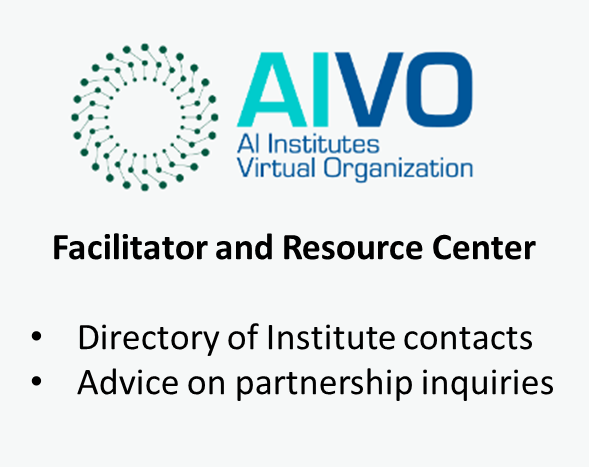 AIVO
AI Institutes
Virtual Organization
Facilitator and Resource Center
• Directory of Institute contacts
• Advice on partnership inquiries